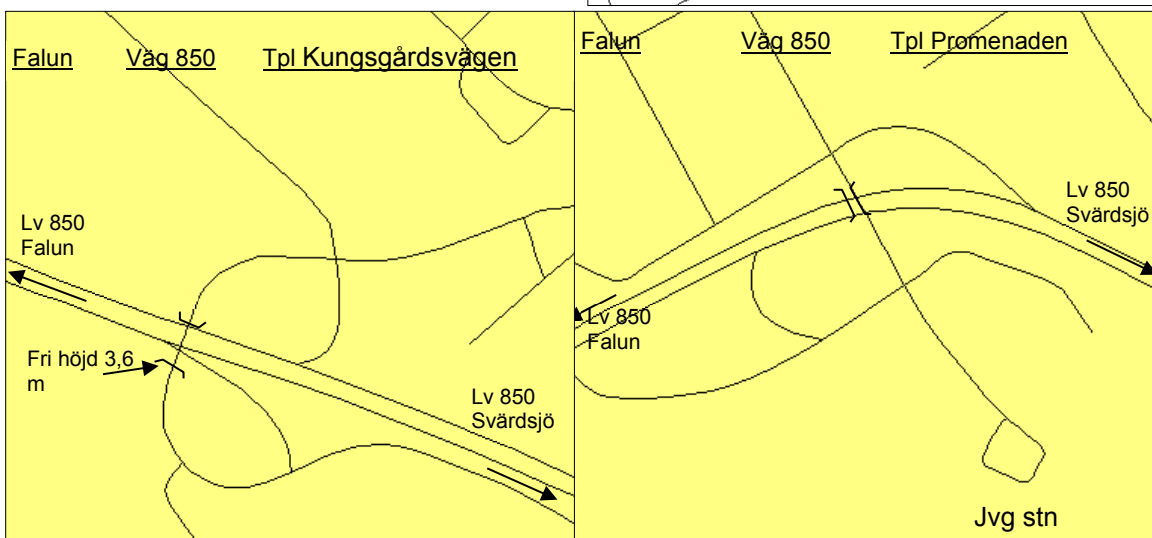 Falun Väg 850 Tpl Kungsgårdsvägen
Lv 850
Falun
Fri höjd 3,6
m
Lv 850
Svärdsjö
Falun Väg 850 Tpl Promenaden
Lv 850
Svärdsjö
Lv 850
Falun
Jvg stn